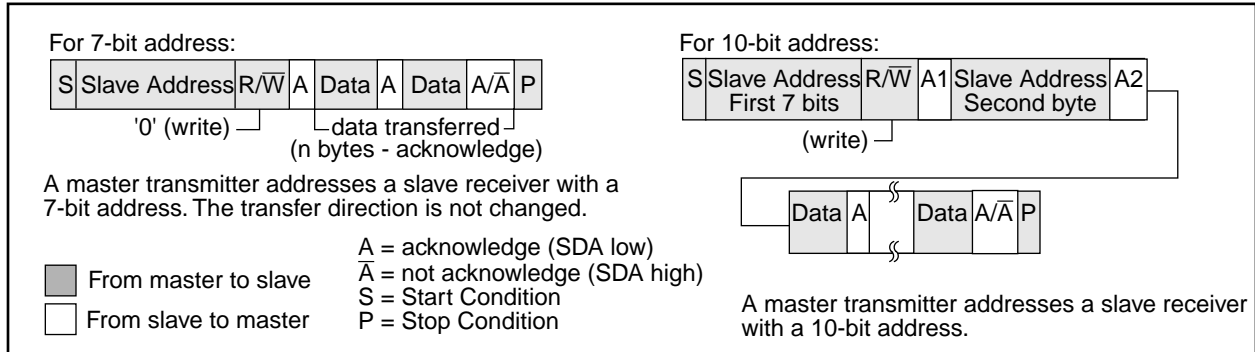 For 7-bit address:
S Slave Address R/W̅ A Data A Data A/A̅ P
'0' (write)
data transferred
(n bytes - acknowledge)
A master transmitter addresses a slave receiver with a
7-bit address. The transfer direction is not changed.
From master to slave
From slave to master
A = acknowledge (SDA low)
A̅ = not acknowledge (SDA high)
S = Start Condition
P = Stop Condition
For 10-bit address:
S Slave Address First 7 bits R/W̅ A1 Slave Address Second byte A2
(write)
Data A Data A/A̅ P
A master transmitter addresses a slave receiver
with a 10-bit address.